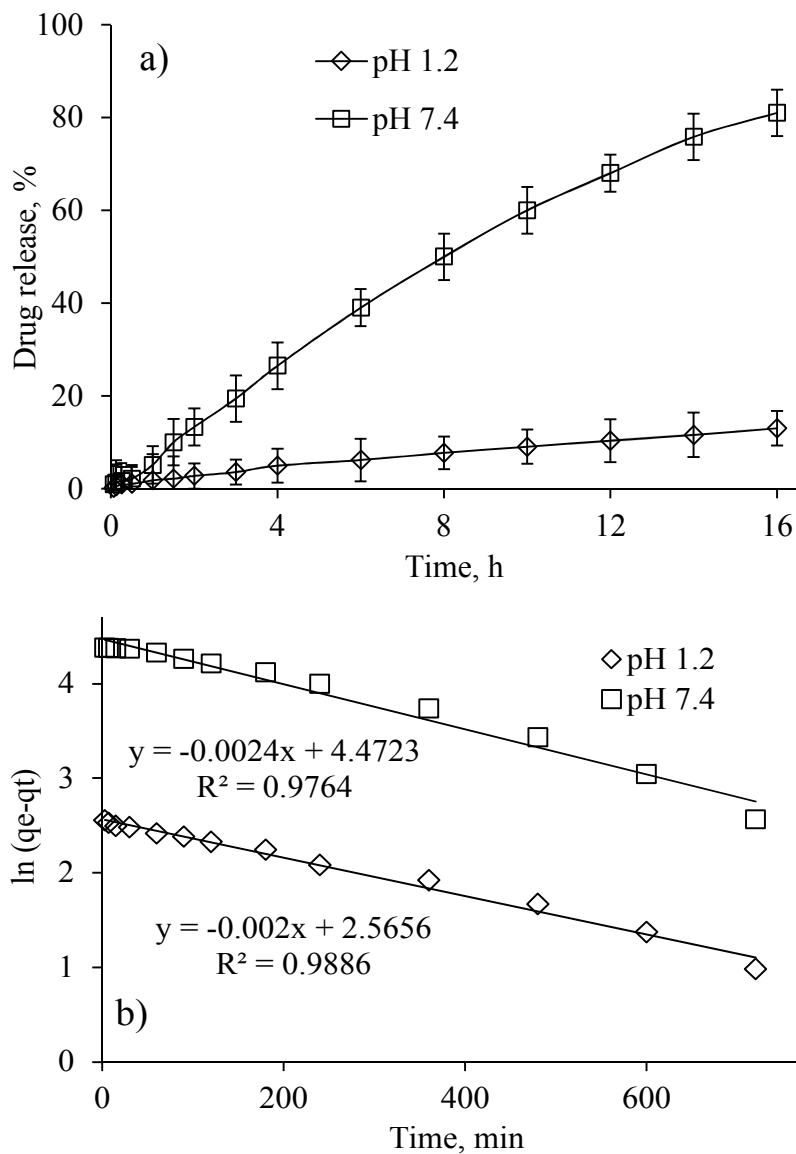 a)
pH 1.2
pH 7.4
Drug release, %
100
80
60
40
20
0
0 4 8 12 16
Time, h
pH 1.2
pH 7.4
y = -0.0024x + 4.4723
R² = 0.9764
y = -0.002x + 2.5656
R² = 0.9886
ln (qe-qt)
4
3
2
1
0
b)
0 200 400 600
Time, min